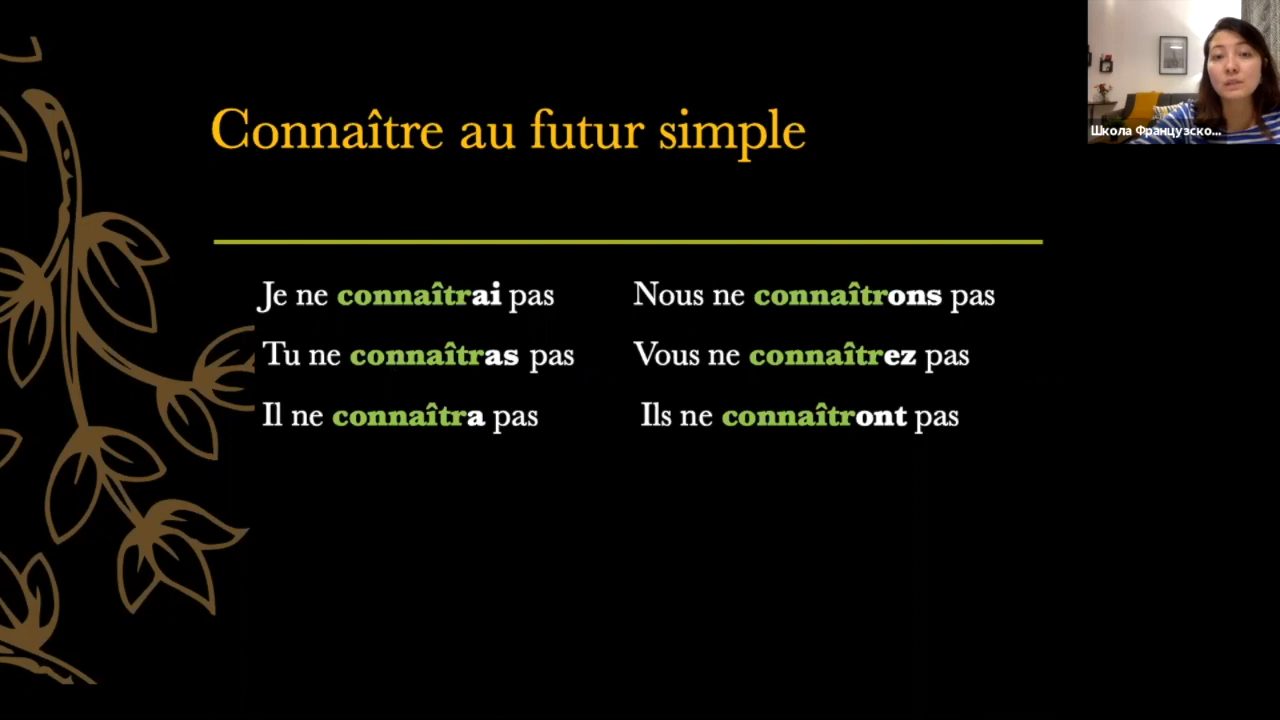 Школа Французско...
Connaître au futur simple
Je ne connaîtrai pas
Tu ne connaîtras pas
Il ne connaîtra pas
Nous ne connaîtrons pas
Vous ne connaîtrez pas
Ils ne connaîtront pas